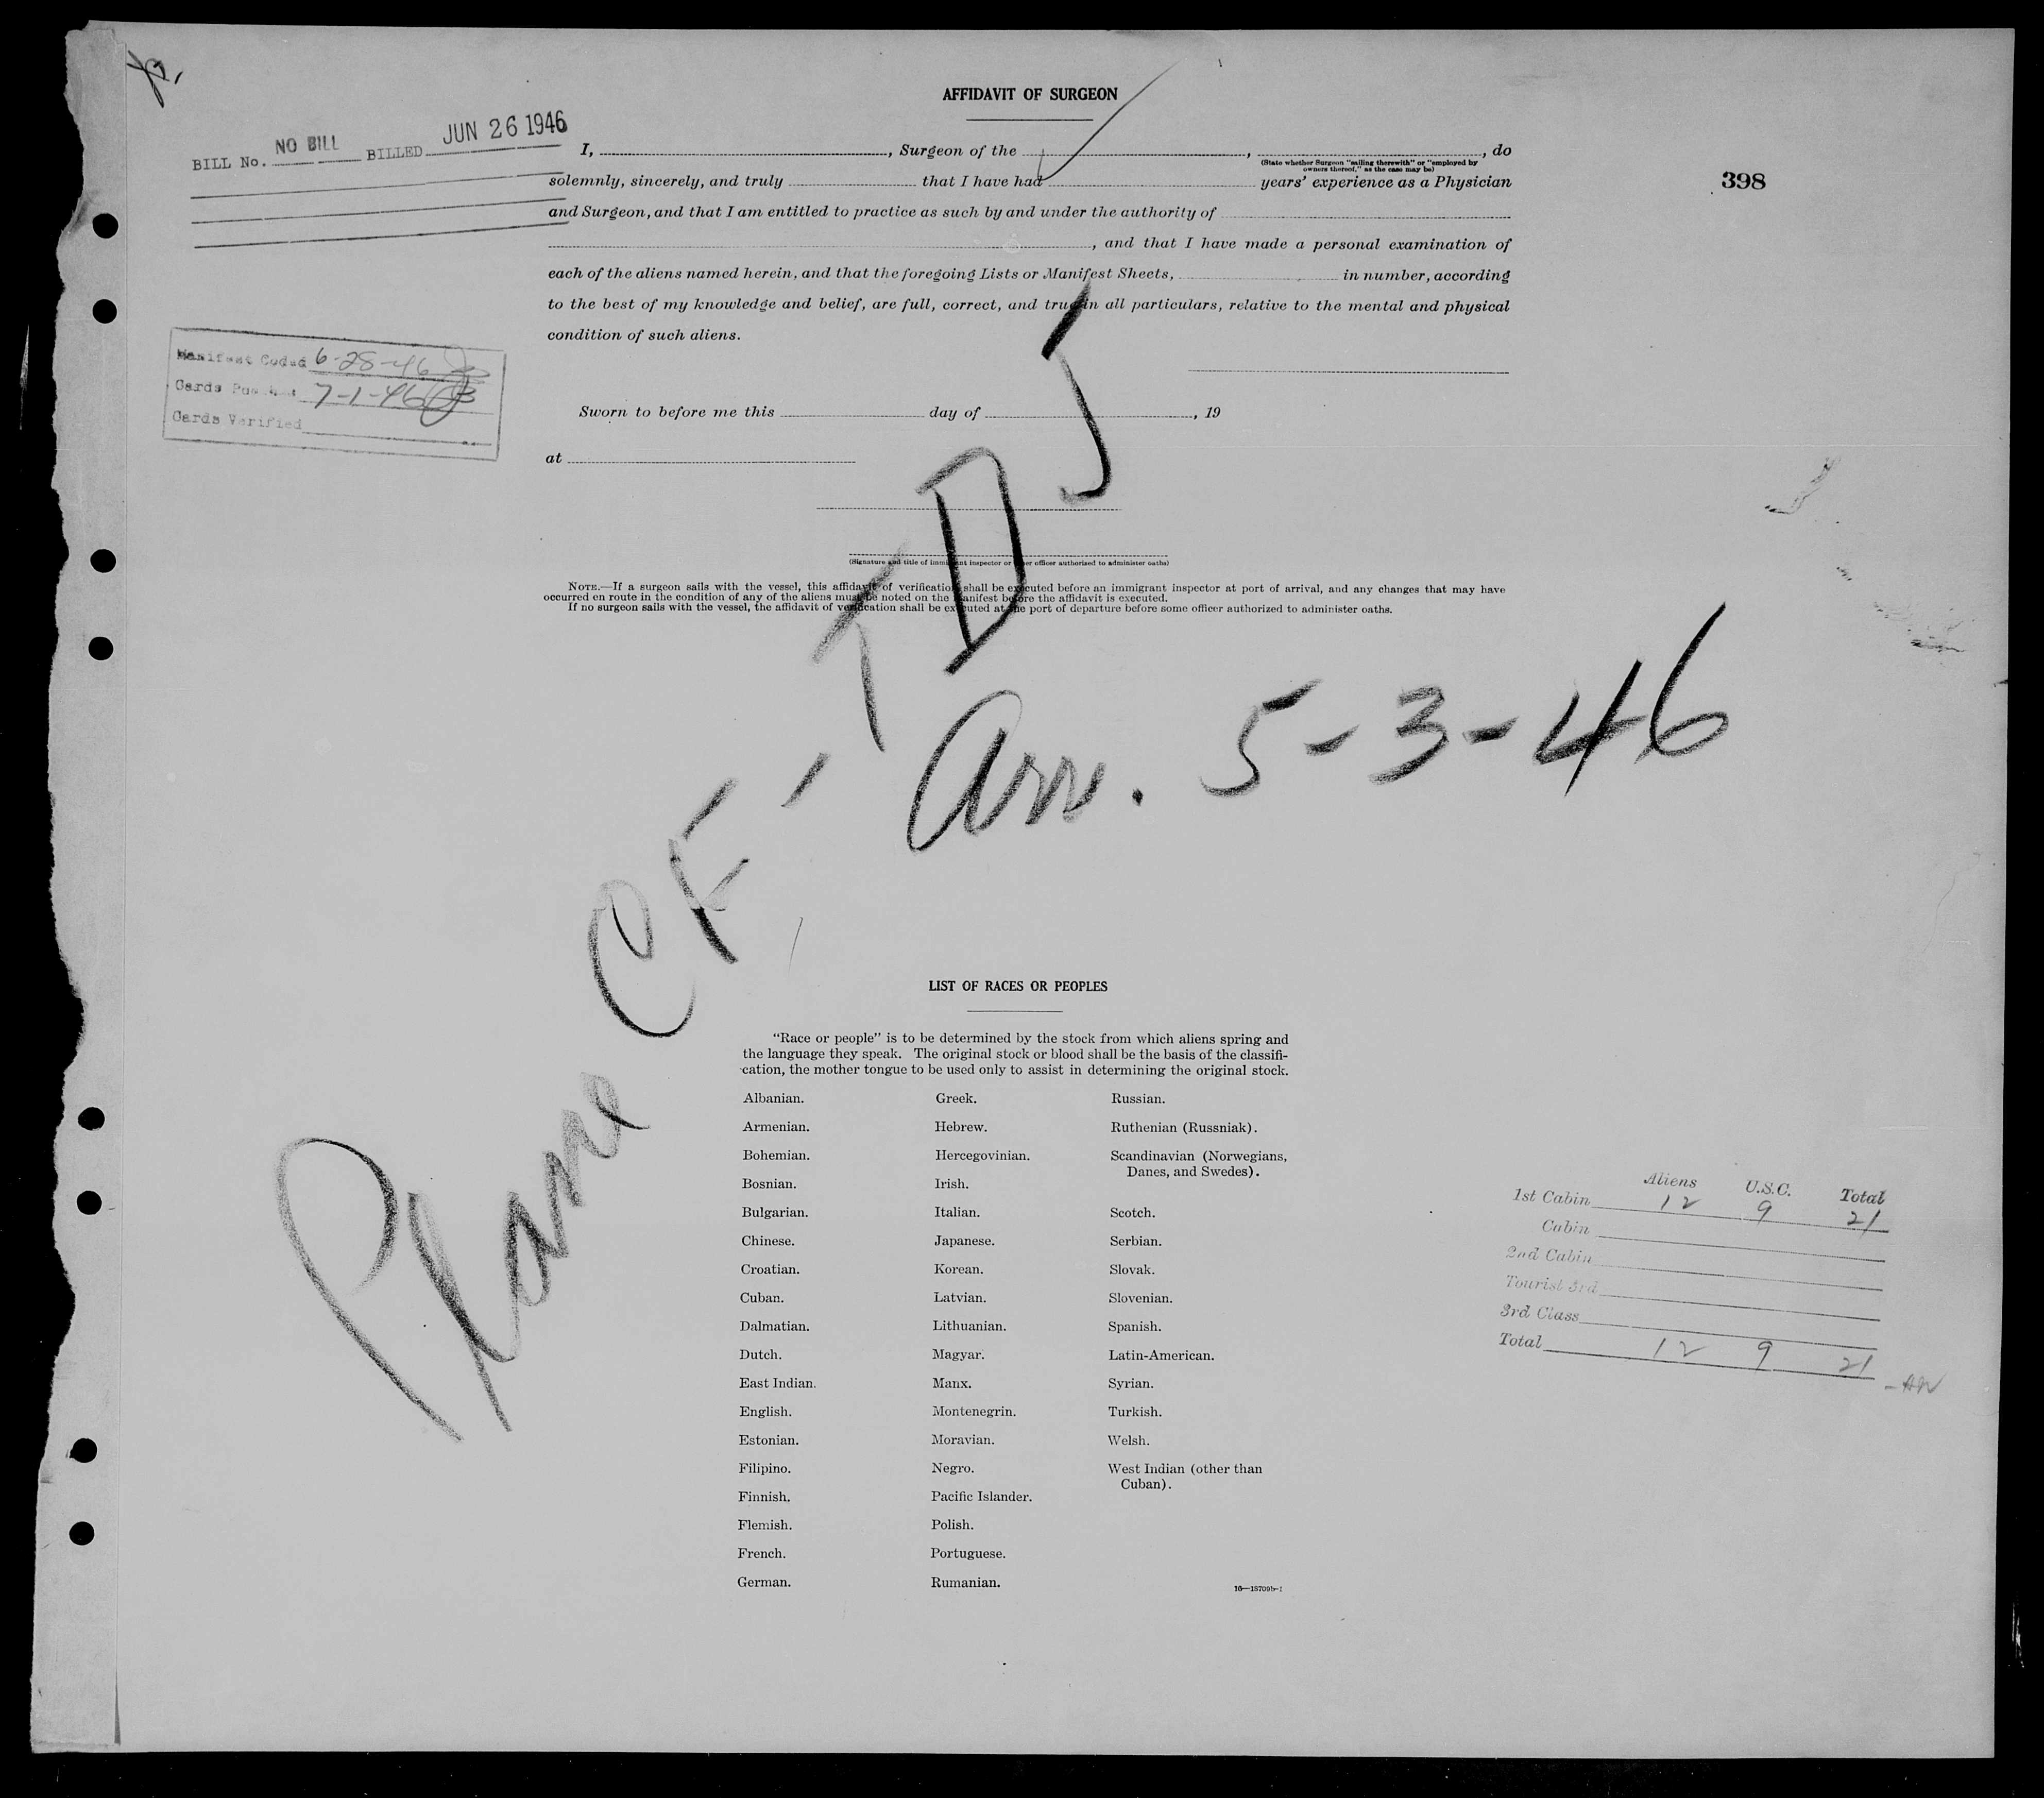 AFFIDAVIT OF SURGEON
BILL No. NO BILL BILLED JUN 26 1946
I, , Surgeon of the , , do
(State whether Surgeon "sailing therewith" or "employed by
owners thereof," as the case may be)
solemnly, sincerely, and truly that I have had years' experience as a Physician
398
and Surgeon, and that I am entitled to practice as such by and under the authority of
, and that I have made a personal examination of
each of the aliens named herein, and that the foregoing Lists or Manifest Sheets, in number, according
to the best of my knowledge and belief, are full, correct, and true in all particulars, relative to the mental and physical
condition of such aliens.
Manifest Coded 6-28-46
Cards 7-1-46
Cards Verified
Sworn to before me this day of , 19
at
(Signature and title of immigrant inspector or other officer authorized to administer oaths)
NOTE.—If a surgeon sails with the vessel, this affidavit of verification shall be executed before an immigrant inspector at port of arrival, and any changes that may have
occurred en route in the condition of any of the aliens must be noted on the manifest before the affidavit is executed.
If no surgeon sails with the vessel, the affidavit of verification shall be executed at the port of departure before some officer authorized to administer oaths.
Plane CF-TDJ
Arr. 5-3-46
LIST OF RACES OR PEOPLES
"Race or people" is to be determined by the stock from which aliens spring and
the language they speak. The original stock or blood shall be the basis of the classifi-
cation, the mother tongue to be used only to assist in determining the original stock.
Albanian. Greek. Russian.
Armenian. Hebrew. Ruthenian (Russniak).
Bohemian. Hercegovinian. Scandinavian (Norwegians,
Danes, and Swedes).
Bosnian. Irish.
Bulgarian. Italian. Scotch.
Chinese. Japanese. Serbian.
Croatian. Korean. Slovak.
Cuban. Latvian. Slovenian.
Dalmatian. Lithuanian. Spanish.
Dutch. Magyar. Latin-American.
East Indian. Manx. Syrian.
English. Montenegrin. Turkish.
Estonian. Moravian. Welsh.
Filipino. Negro. West Indian (other than
Cuban).
Finnish. Pacific Islander.
Flemish. Polish.
French. Portuguese.
German. Rumanian.
16—18709b-1
Aliens U.S.C. Total
1st Cabin 12 9 21
Cabin
2nd Cabin
Tourist 3rd
3rd Class
Total 12 9 21